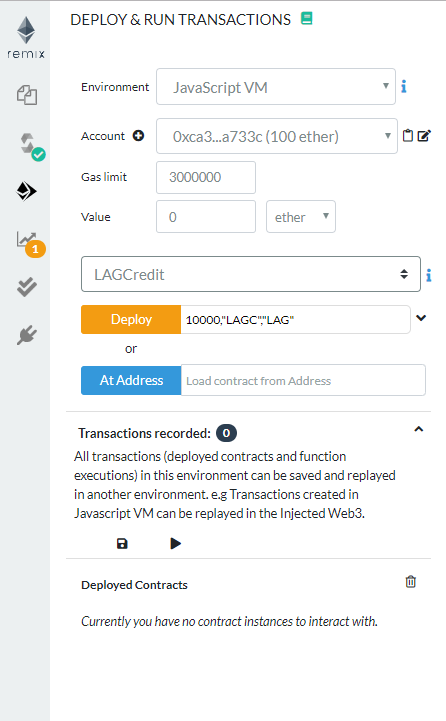 DEPLOY & RUN TRANSACTIONS
remix
Environment
JavaScript VM
i
Account
0xca3...a733c (100 ether)
Gas limit
3000000
Value
0
ether
1
LAGCredit
i
Deploy
10000,"LAGC","LAG"
or
At Address
Load contract from Address
Transactions recorded: 0
All transactions (deployed contracts and function
executions) in this environment can be saved and replayed
in another environment. e.g Transactions created in
Javascript VM can be replayed in the Injected Web3.
Deployed Contracts
Currently you have no contract instances to interact with.